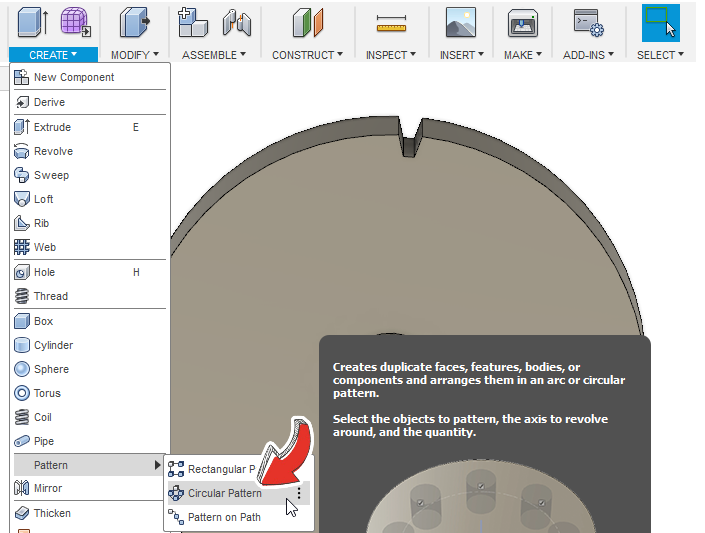 CREATE
MODIFY
ASSEMBLE
CONSTRUCT
INSPECT
INSERT
MAKE
ADD-INS
SELECT
New Component
Derive
Extrude E
Revolve
Sweep
Loft
Rib
Web
Hole H
Thread
Box
Cylinder
Sphere
Torus
Coil
Pipe
Pattern
Mirror
Thicken
Rectangular P
Circular Pattern
Pattern on Path
Creates duplicate faces, features, bodies, or
components and arranges them in an arc or circular
pattern.
Select the objects to pattern, the axis to revolve
around, and the quantity.